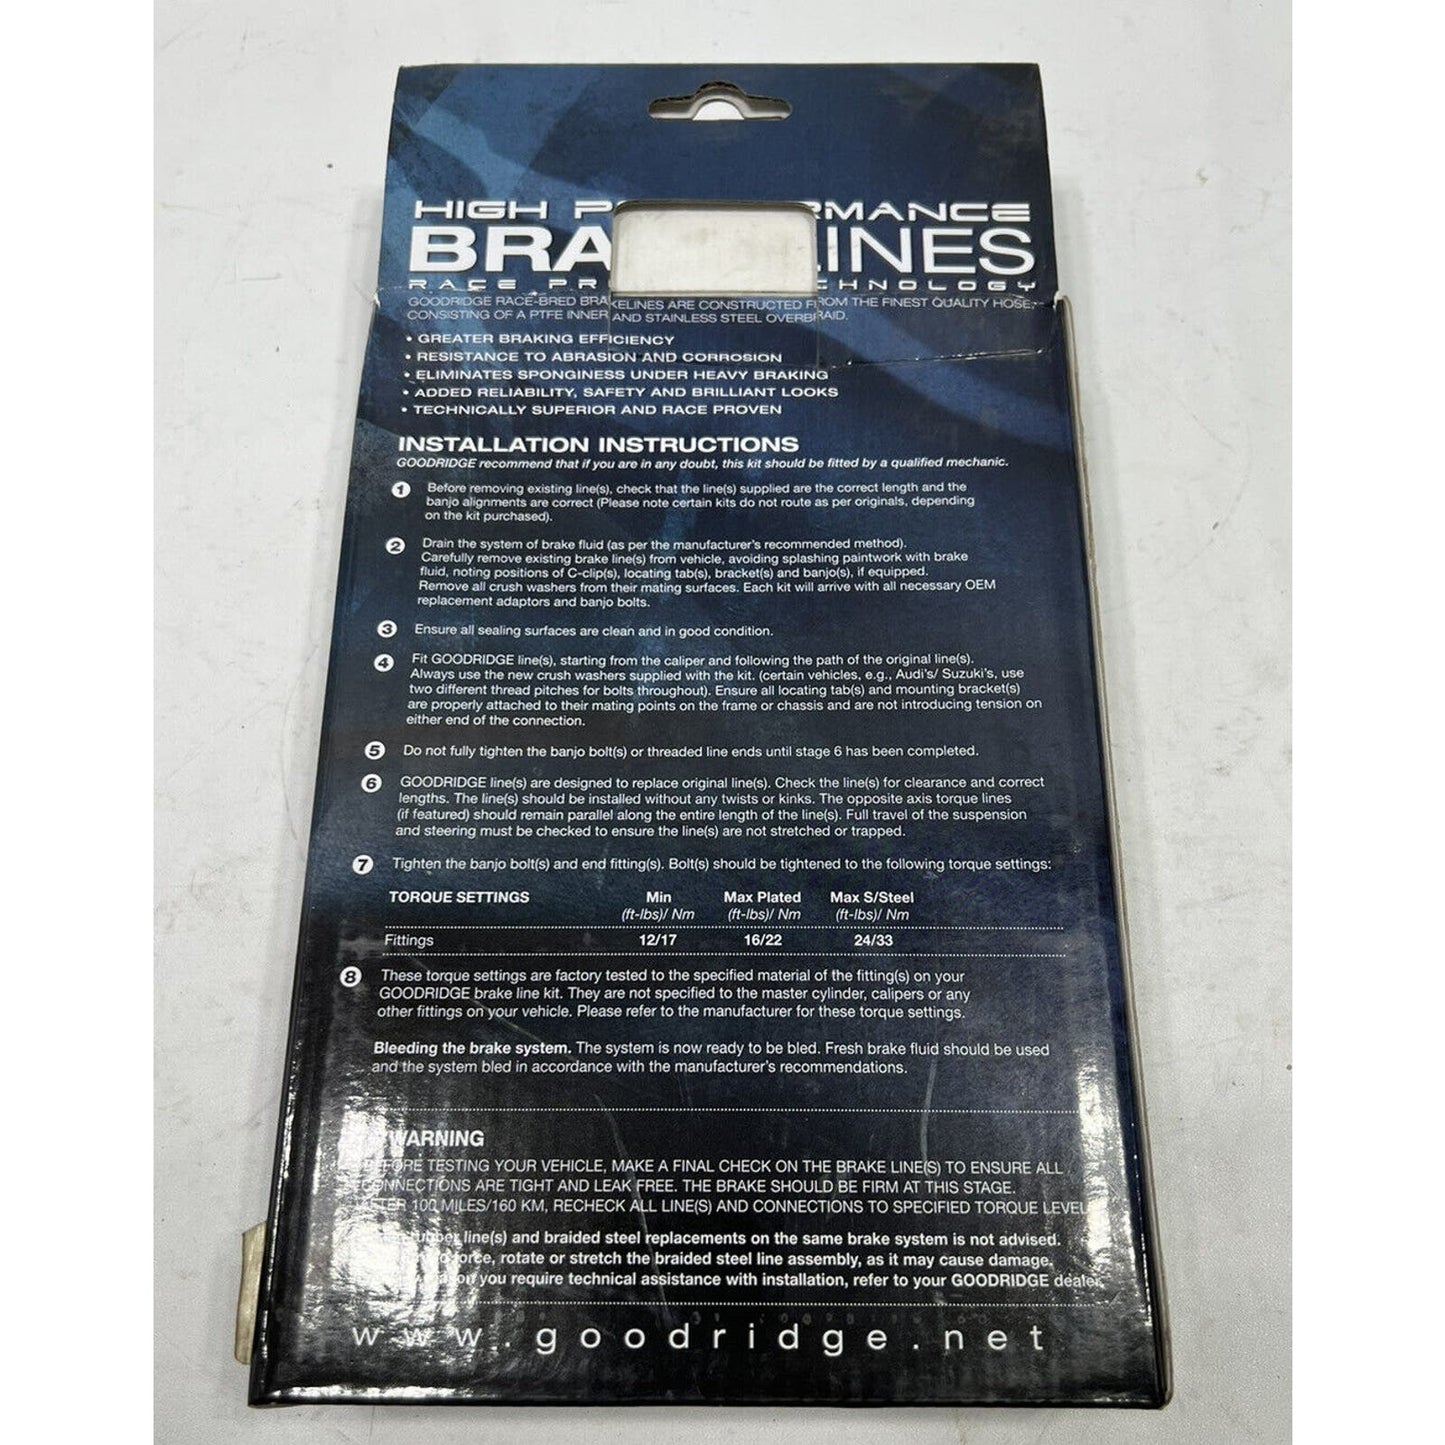 HIGH P RMANCE
BRA LINES
RACE PR CHNOLOGY
GOODRIDGE RACE-BRED BRAKELINES ARE CONSTRUCTED FROM THE FINEST QUALITY HOSE,
CONSISTING OF A PTFE INNER AND STAINLESS STEEL OVERBRAID.
• GREATER BRAKING EFFICIENCY
• RESISTANCE TO ABRASION AND CORROSION
• ELIMINATES SPONGINESS UNDER HEAVY BRAKING
• ADDED RELIABILITY, SAFETY AND BRILLIANT LOOKS
• TECHNICALLY SUPERIOR AND RACE PROVEN
INSTALLATION INSTRUCTIONS
GOODRIDGE recommend that if you are in any doubt, this kit should be fitted by a qualified mechanic.
1 Before removing existing line(s), check that the line(s) supplied are the correct length and the
banjo alignments are correct (Please note certain kits do not route as per originals, depending
on the kit purchased).
2 Drain the system of brake fluid (as per the manufacturer's recommended method).
Carefully remove existing brake line(s) from vehicle, avoiding splashing paintwork with brake
fluid, noting positions of C-clip(s), locating tab(s), bracket(s) and banjo(s), if equipped.
Remove all crush washers from their mating surfaces. Each kit will arrive with all necessary OEM
replacement adaptors and banjo bolts.
3 Ensure all sealing surfaces are clean and in good condition.
4 Fit GOODRIDGE line(s), starting from the caliper and following the path of the original line(s).
Always use the new crush washers supplied with the kit. (certain vehicles, e.g., Audi's/ Suzuki's, use
two different thread pitches for bolts throughout). Ensure all locating tab(s) and mounting bracket(s)
are properly attached to their mating points on the frame or chassis and are not introducing tension on
either end of the connection.
5 Do not fully tighten the banjo bolt(s) or threaded line ends until stage 6 has been completed.
6 GOODRIDGE line(s) are designed to replace original line(s). Check the line(s) for clearance and correct
lengths. The line(s) should be installed without any twists or kinks. The opposite axis torque lines
(if featured) should remain parallel along the entire length of the line(s). Full travel of the suspension
and steering must be checked to ensure the line(s) are not stretched or trapped.
7 Tighten the banjo bolt(s) and end fitting(s). Bolt(s) should be tightened to the following torque settings:
TORQUE SETTINGS Min Max Plated Max S/Steel
(ft-lbs)/ Nm (ft-lbs)/ Nm (ft-lbs)/ Nm
Fittings 12/17 16/22 24/33
8 These torque settings are factory tested to the specified material of the fitting(s) on your
GOODRIDGE brake line kit. They are not specified to the master cylinder, calipers or any
other fittings on your vehicle. Please refer to the manufacturer for these torque settings.
Bleeding the brake system. The system is now ready to be bled. Fresh brake fluid should be used
and the system bled in accordance with the manufacturer's recommendations.
WARNING
BEFORE TESTING YOUR VEHICLE, MAKE A FINAL CHECK ON THE BRAKE LINE(S) TO ENSURE ALL
CONNECTIONS ARE TIGHT AND LEAK FREE. THE BRAKE SHOULD BE FIRM AT THIS STAGE.
AFTER 100 MILES/160 KM, RECHECK ALL LINE(S) AND CONNECTIONS TO SPECIFIED TORQUE LEVEL
rubber line(s) and braided steel replacements on the same brake system is not advised.
force, rotate or stretch the braided steel line assembly, as it may cause damage.
you require technical assistance with installation, refer to your GOODRIDGE dealer
www.goodridge.net